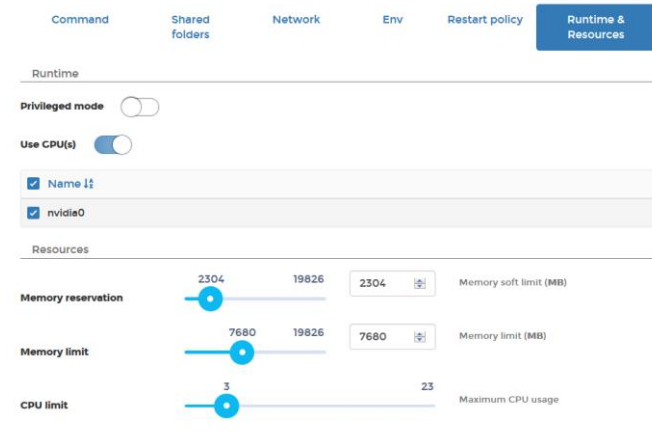 Command Shared folders Network Env Restart policy Runtime & Resources
Runtime
Privileged mode
Use GPU(s)
Name
nvidia0
Resources
2304 19826 2304 Memory soft limit (MB)
Memory reservation
7680 19826 7680 Memory limit (MB)
Memory limit
3 23 Maximum CPU usage
CPU limit